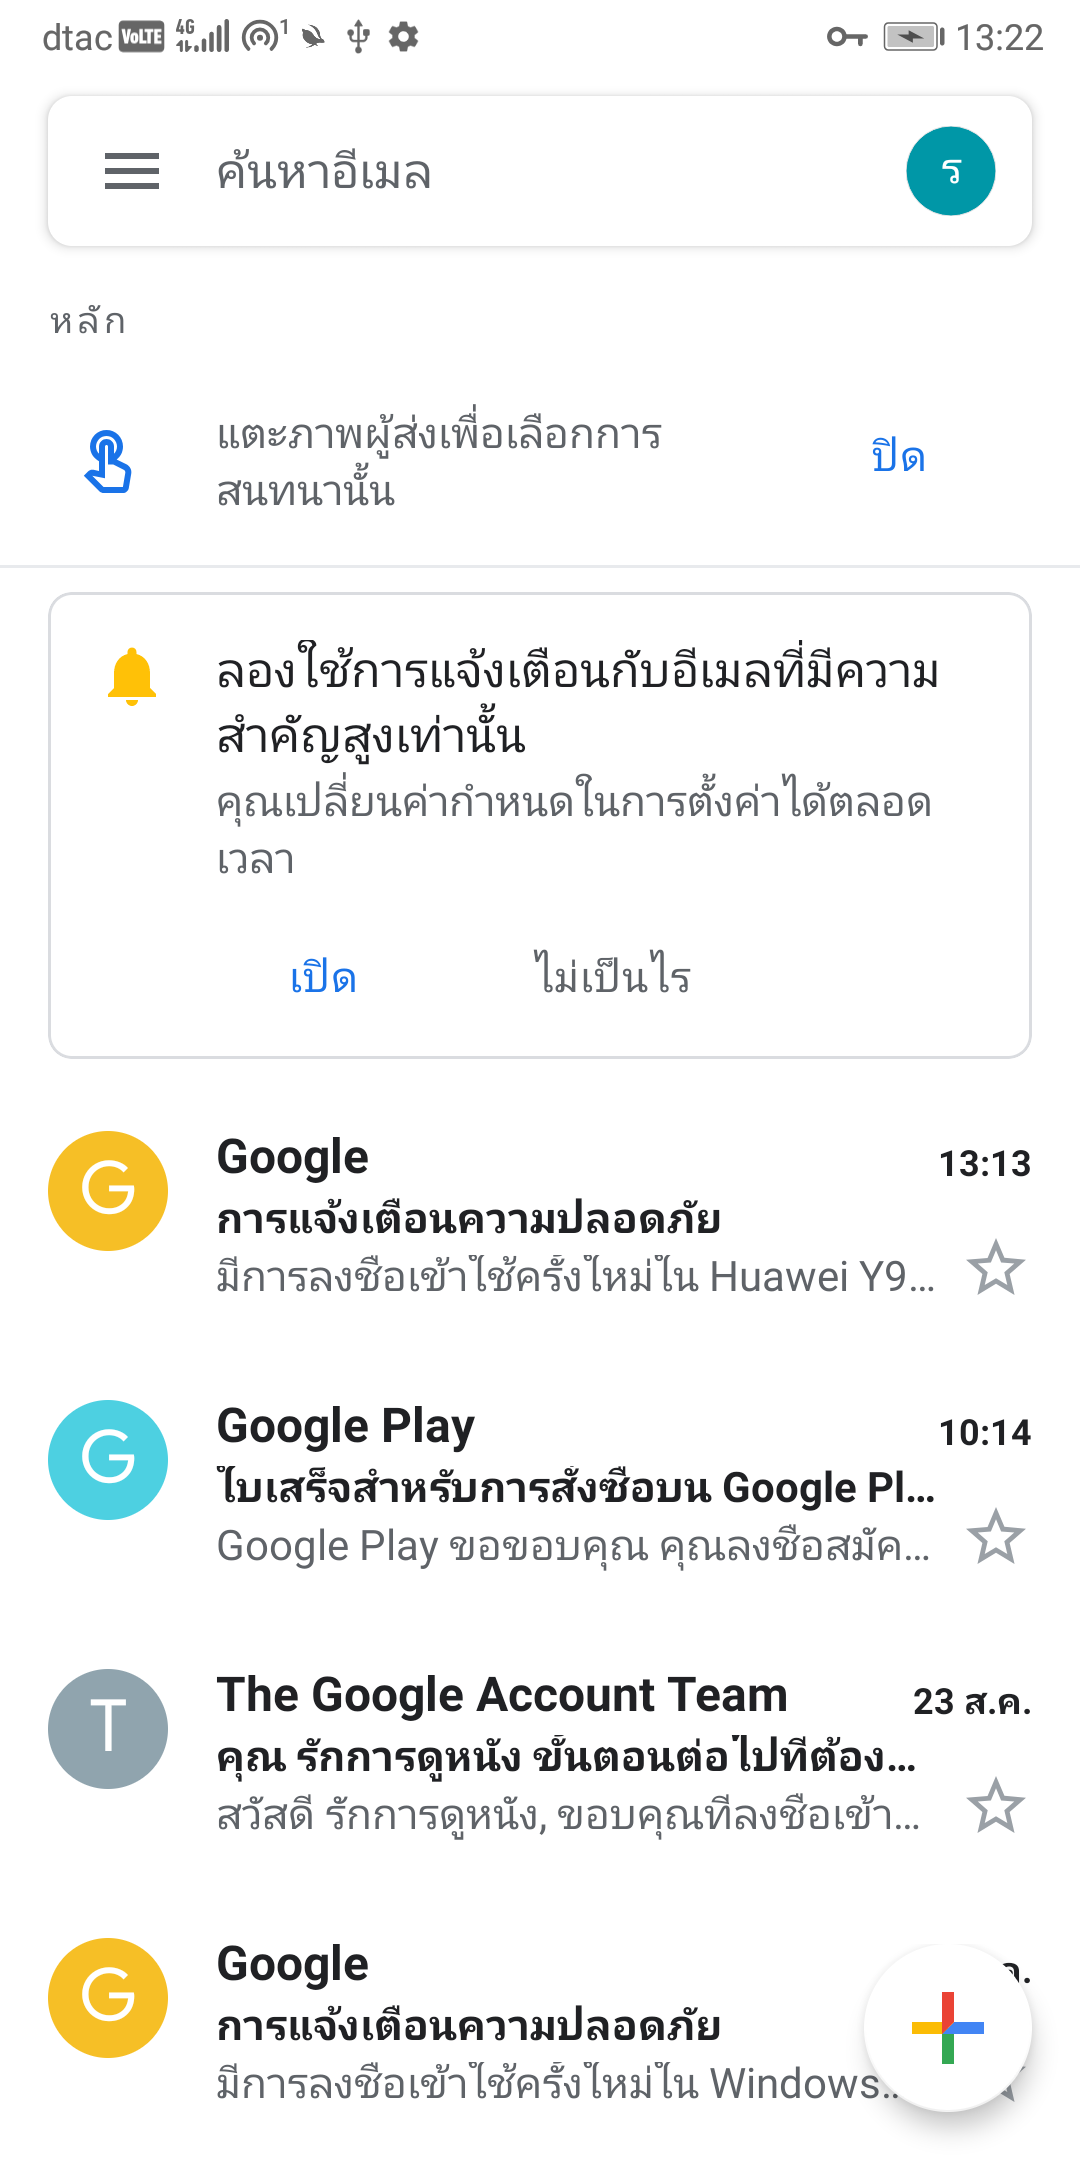 dtac VoLTE 4G 1 13:22
ค้นหาอีเมล ร
หลัก
แตะภาพผู้ส่งเพื่อเลือกการ
สนทนานั้น
ปิด
ลองใช้การแจ้งเตือนกับอีเมลที่มีความ
สำคัญสูงเท่านั้น
คุณเปลี่ยนค่ากำหนดในการตั้งค่าได้ตลอด
เวลา
เปิด ไม่เป็นไร
G Google 13:13
การแจ้งเตือนความปลอดภัย
มีการลงชื่อเข้าใช้ครั้งใหม่ใน Huawei Y9...
G Google Play 10:14
ใบเสร็จสำหรับการสั่งซื้อบน Google Pl...
Google Play ขอขอบคุณ คุณลงชื่อสมัค...
T The Google Account Team 23 ส.ค.
คุณ รักการดูหนัง ขั้นตอนต่อไปที่ต้อง...
สวัสดี รักการดูหนัง, ขอบคุณที่ลงชื่อเข้า...
G Google
การแจ้งเตือนความปลอดภัย
มีการลงชื่อเข้าใช้ครั้งใหม่ใน Windows...